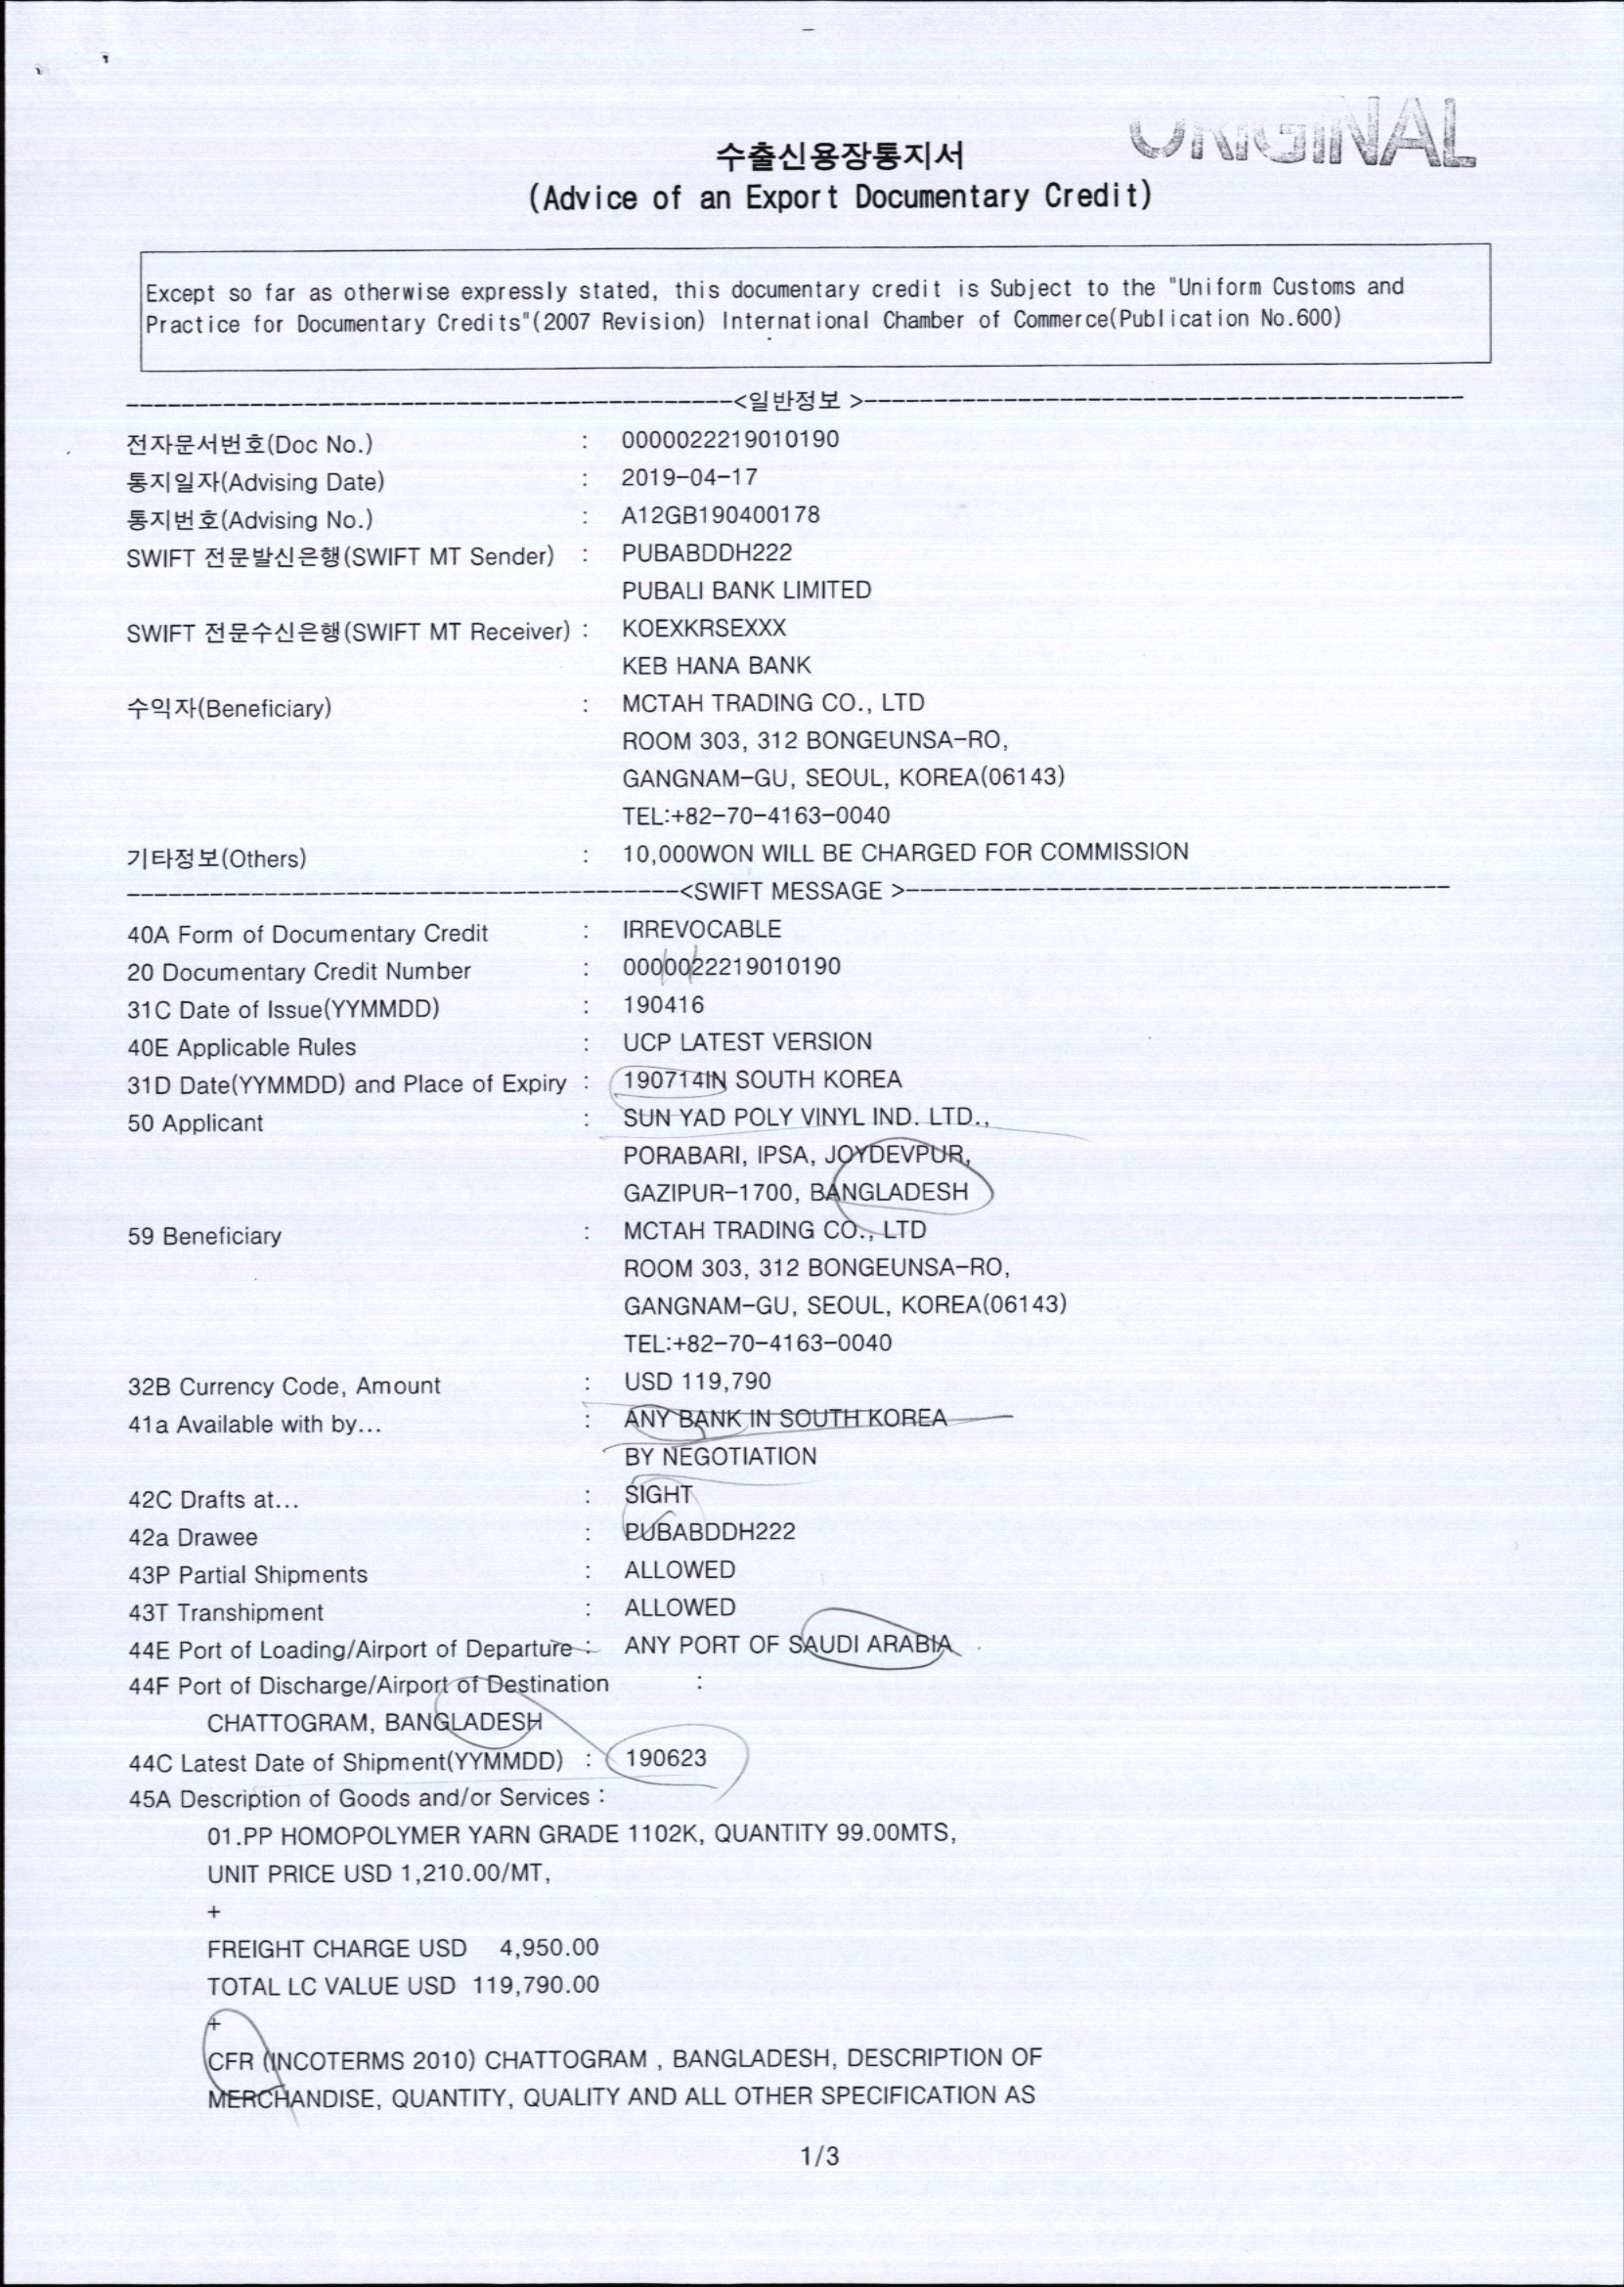 ORIGINAL
수출신용장통지서
(Advice of an Export Documentary Credit)
Except so far as otherwise expressly stated, this documentary credit is Subject to the "Uniform Customs and
Practice for Documentary Credits"(2007 Revision) International Chamber of Commerce(Publication No.600)
<일반정보 >
전자문서번호(Doc No.) : 0000022219010190
통지일자(Advising Date) : 2019-04-17
통지번호(Advising No.) : A12GB190400178
SWIFT 전문발신은행(SWIFT MT Sender) : PUBABDDH222
PUBALI BANK LIMITED
SWIFT 전문수신은행(SWIFT MT Receiver) : KOEXKRSEXXX
KEB HANA BANK
수익자(Beneficiary) : MCTAH TRADING CO., LTD
ROOM 303, 312 BONGEUNSA-RO,
GANGNAM-GU, SEOUL, KOREA(06143)
TEL:+82-70-4163-0040
기타정보(Others) : 10,000WON WILL BE CHARGED FOR COMMISSION
<SWIFT MESSAGE >
40A Form of Documentary Credit : IRREVOCABLE
20 Documentary Credit Number : 0000022219010190
31C Date of Issue(YYMMDD) : 190416
40E Applicable Rules : UCP LATEST VERSION
31D Date(YYMMDD) and Place of Expiry : 190714IN SOUTH KOREA
50 Applicant : SUN YAD POLY VINYL IND. LTD.,
PORABARI, IPSA, JOYDEVPUR,
GAZIPUR-1700, BANGLADESH
59 Beneficiary : MCTAH TRADING CO., LTD
ROOM 303, 312 BONGEUNSA-RO,
GANGNAM-GU, SEOUL, KOREA(06143)
TEL:+82-70-4163-0040
32B Currency Code, Amount : USD 119,790
41a Available with by... : ANY BANK IN SOUTH KOREA
BY NEGOTIATION
42C Drafts at... : SIGHT
42a Drawee : PUBABDDH222
43P Partial Shipments : ALLOWED
43T Transhipment : ALLOWED
44E Port of Loading/Airport of Departure : ANY PORT OF SAUDI ARABIA
44F Port of Discharge/Airport of Destination :
CHATTOGRAM, BANGLADESH
44C Latest Date of Shipment(YYMMDD) : 190623
45A Description of Goods and/or Services :
01.PP HOMOPOLYMER YARN GRADE 1102K, QUANTITY 99.00MTS,
UNIT PRICE USD 1,210.00/MT,
+
FREIGHT CHARGE USD 4,950.00
TOTAL LC VALUE USD 119,790.00
+
CFR (INCOTERMS 2010) CHATTOGRAM , BANGLADESH, DESCRIPTION OF
MERCHANDISE, QUANTITY, QUALITY AND ALL OTHER SPECIFICATION AS
1/3